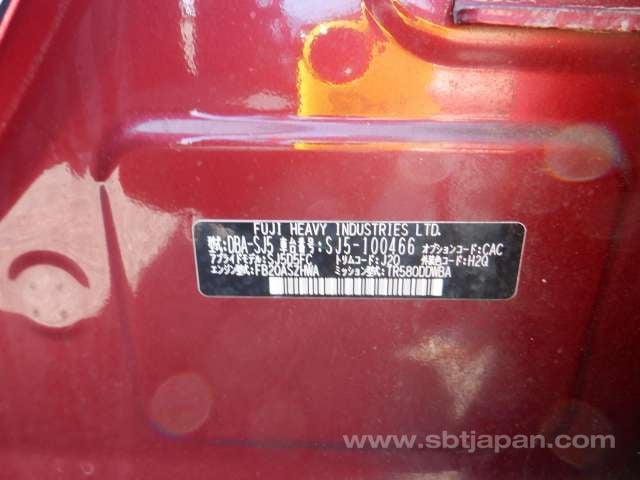 FUJI HEAVY INDUSTRIES LTD.
型式:DBA-SJ5 車台番号:SJ5-100466 オプションコード:CAC
アプライドモデル:SJ5D5FC トリムコード:J20 外装色コード:H2Q
エンジン型式:FB20ASZHWA ミッション型式:TR580DDWBA
www.sbtjapan.com